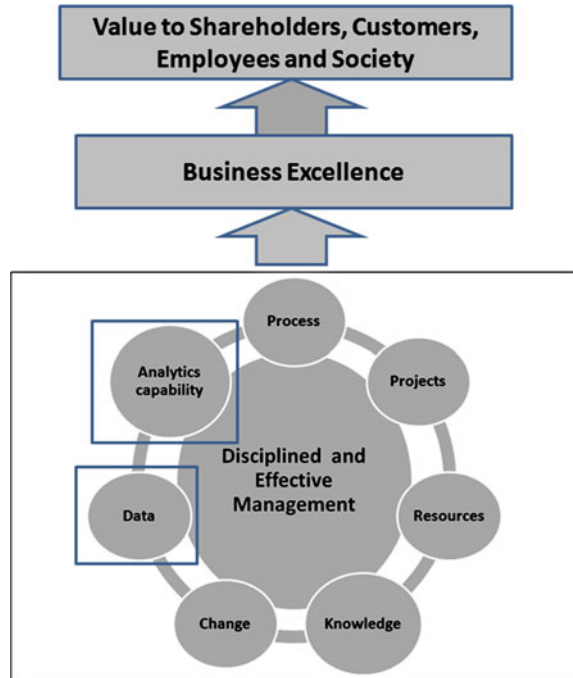 Value to Shareholders, Customers,
Employees and Society
Business Excellence
Process
Analytics
capability
Projects
Disciplined and
Effective
Management
Data
Resources
Change
Knowledge